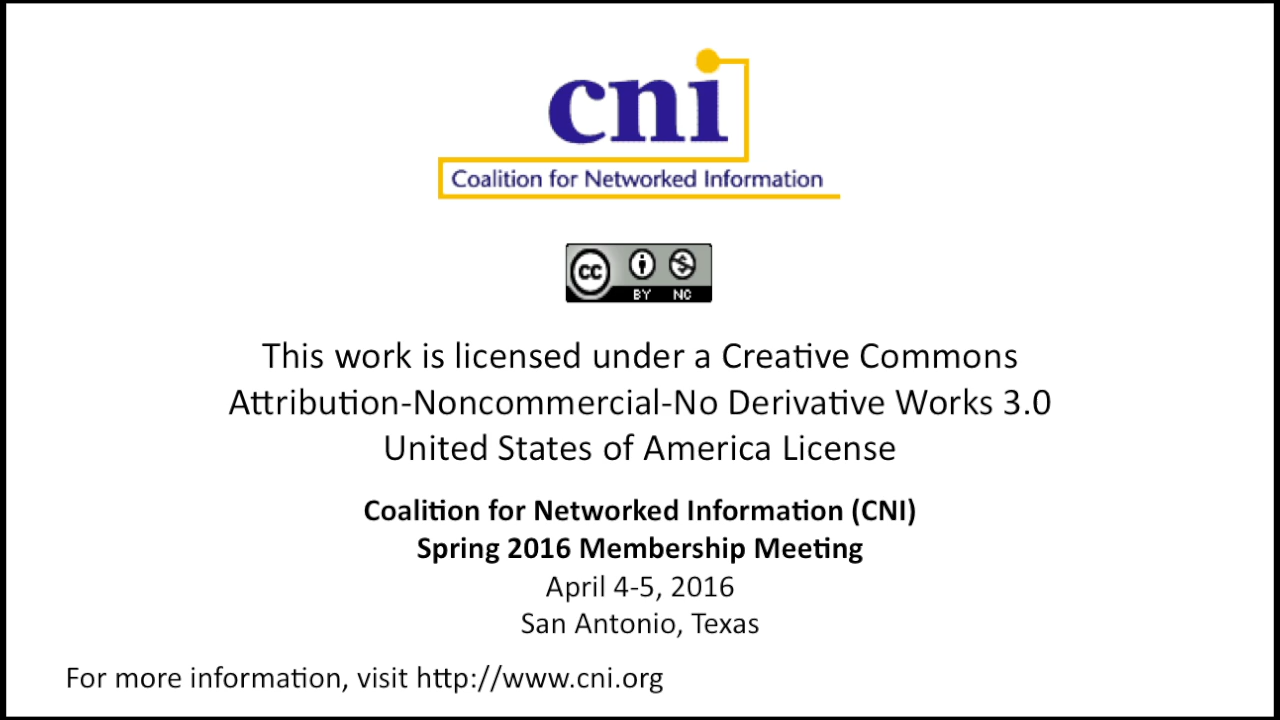 cni
Coalition for Networked Information
cc
BY NC
This work is licensed under a Creative Commons
Attribution-Noncommercial-No Derivative Works 3.0
United States of America License
Coalition for Networked Information (CNI)
Spring 2016 Membership Meeting
April 4-5, 2016
San Antonio, Texas
For more information, visit http://www.cni.org